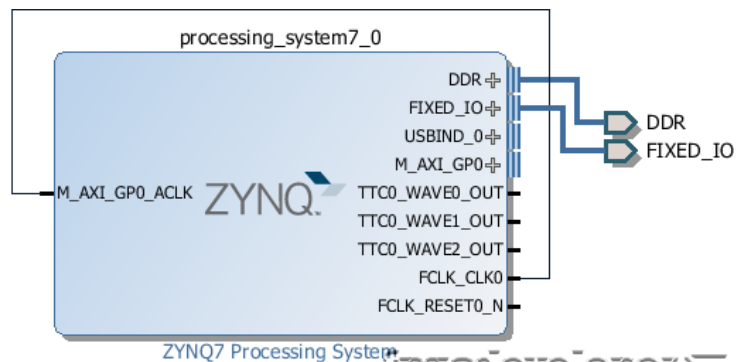 processing_system7_0
DDR
FIXED_IO
USBIND_0
M_AXI_GP0
M_AXI_GP0_ACLK
ZYNQ
TTC0_WAVE0_OUT
TTC0_WAVE1_OUT
TTC0_WAVE2_OUT
FCLK_CLK0
FCLK_RESET0_N
DDR
FIXED_IO
ZYNQ7 Processing System